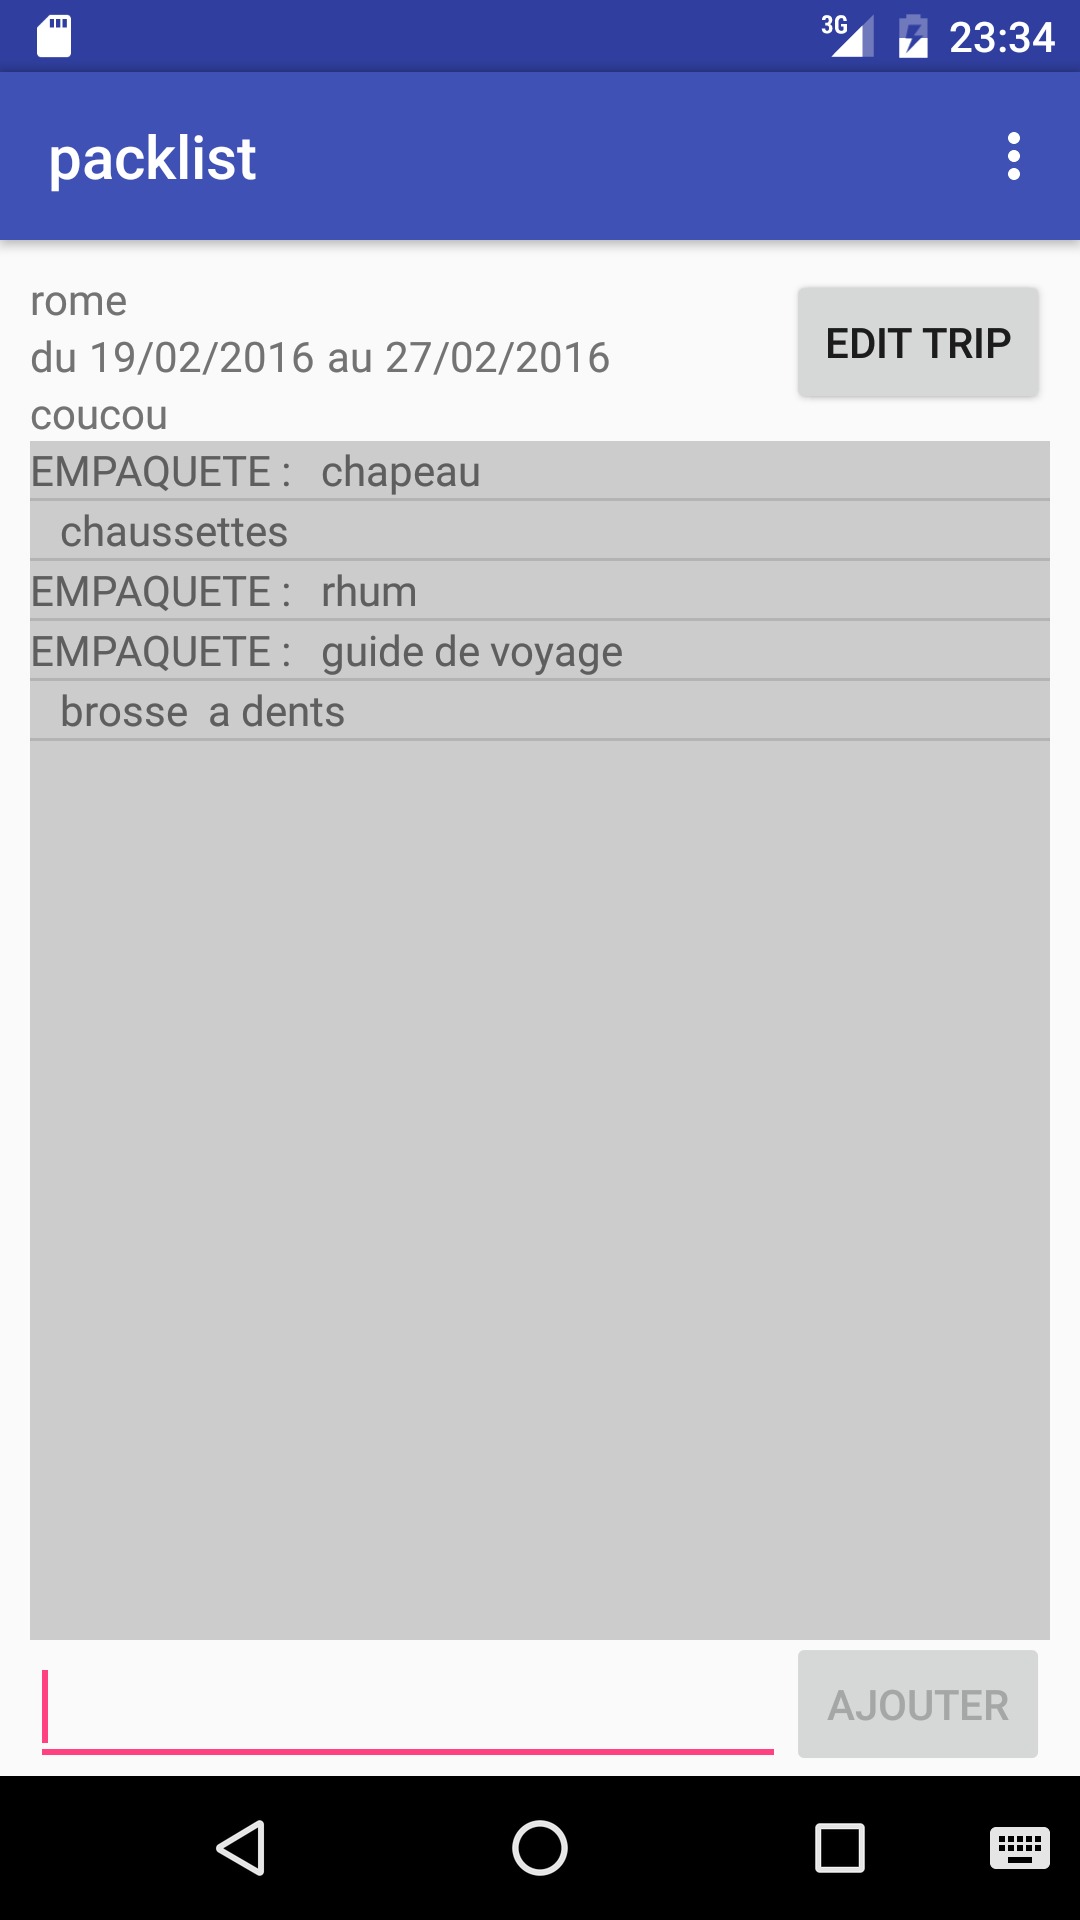 3G 23:34
packlist
rome
EDIT TRIP
du 19/02/2016 au 27/02/2016
coucou
EMPAQUETE : chapeau
chaussettes
EMPAQUETE : rhum
EMPAQUETE : guide de voyage
brosse  a dents
AJOUTER